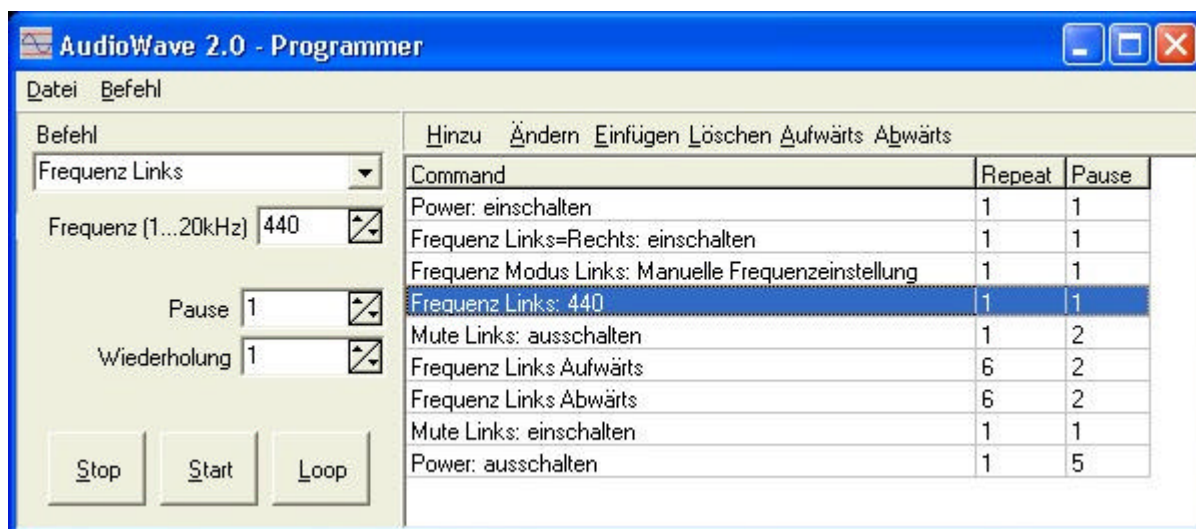 AudioWave 2.0 - Programmer
Datei Befehl
Befehl
Frequenz Links
Frequenz (1...20kHz) 440
Pause 1
Wiederholung 1
Stop Start Loop
Hinzu Ändern Einfügen Löschen Aufwärts Abwärts
Command Repeat Pause
Power: einschalten 1 1
Frequenz Links=Rechts: einschalten 1 1
Frequenz Modus Links: Manuelle Frequenzeinstellung 1 1
Frequenz Links: 440 1 1
Mute Links: ausschalten 1 2
Frequenz Links Aufwärts 6 2
Frequenz Links Abwärts 6 2
Mute Links: einschalten 1 1
Power: ausschalten 1 5